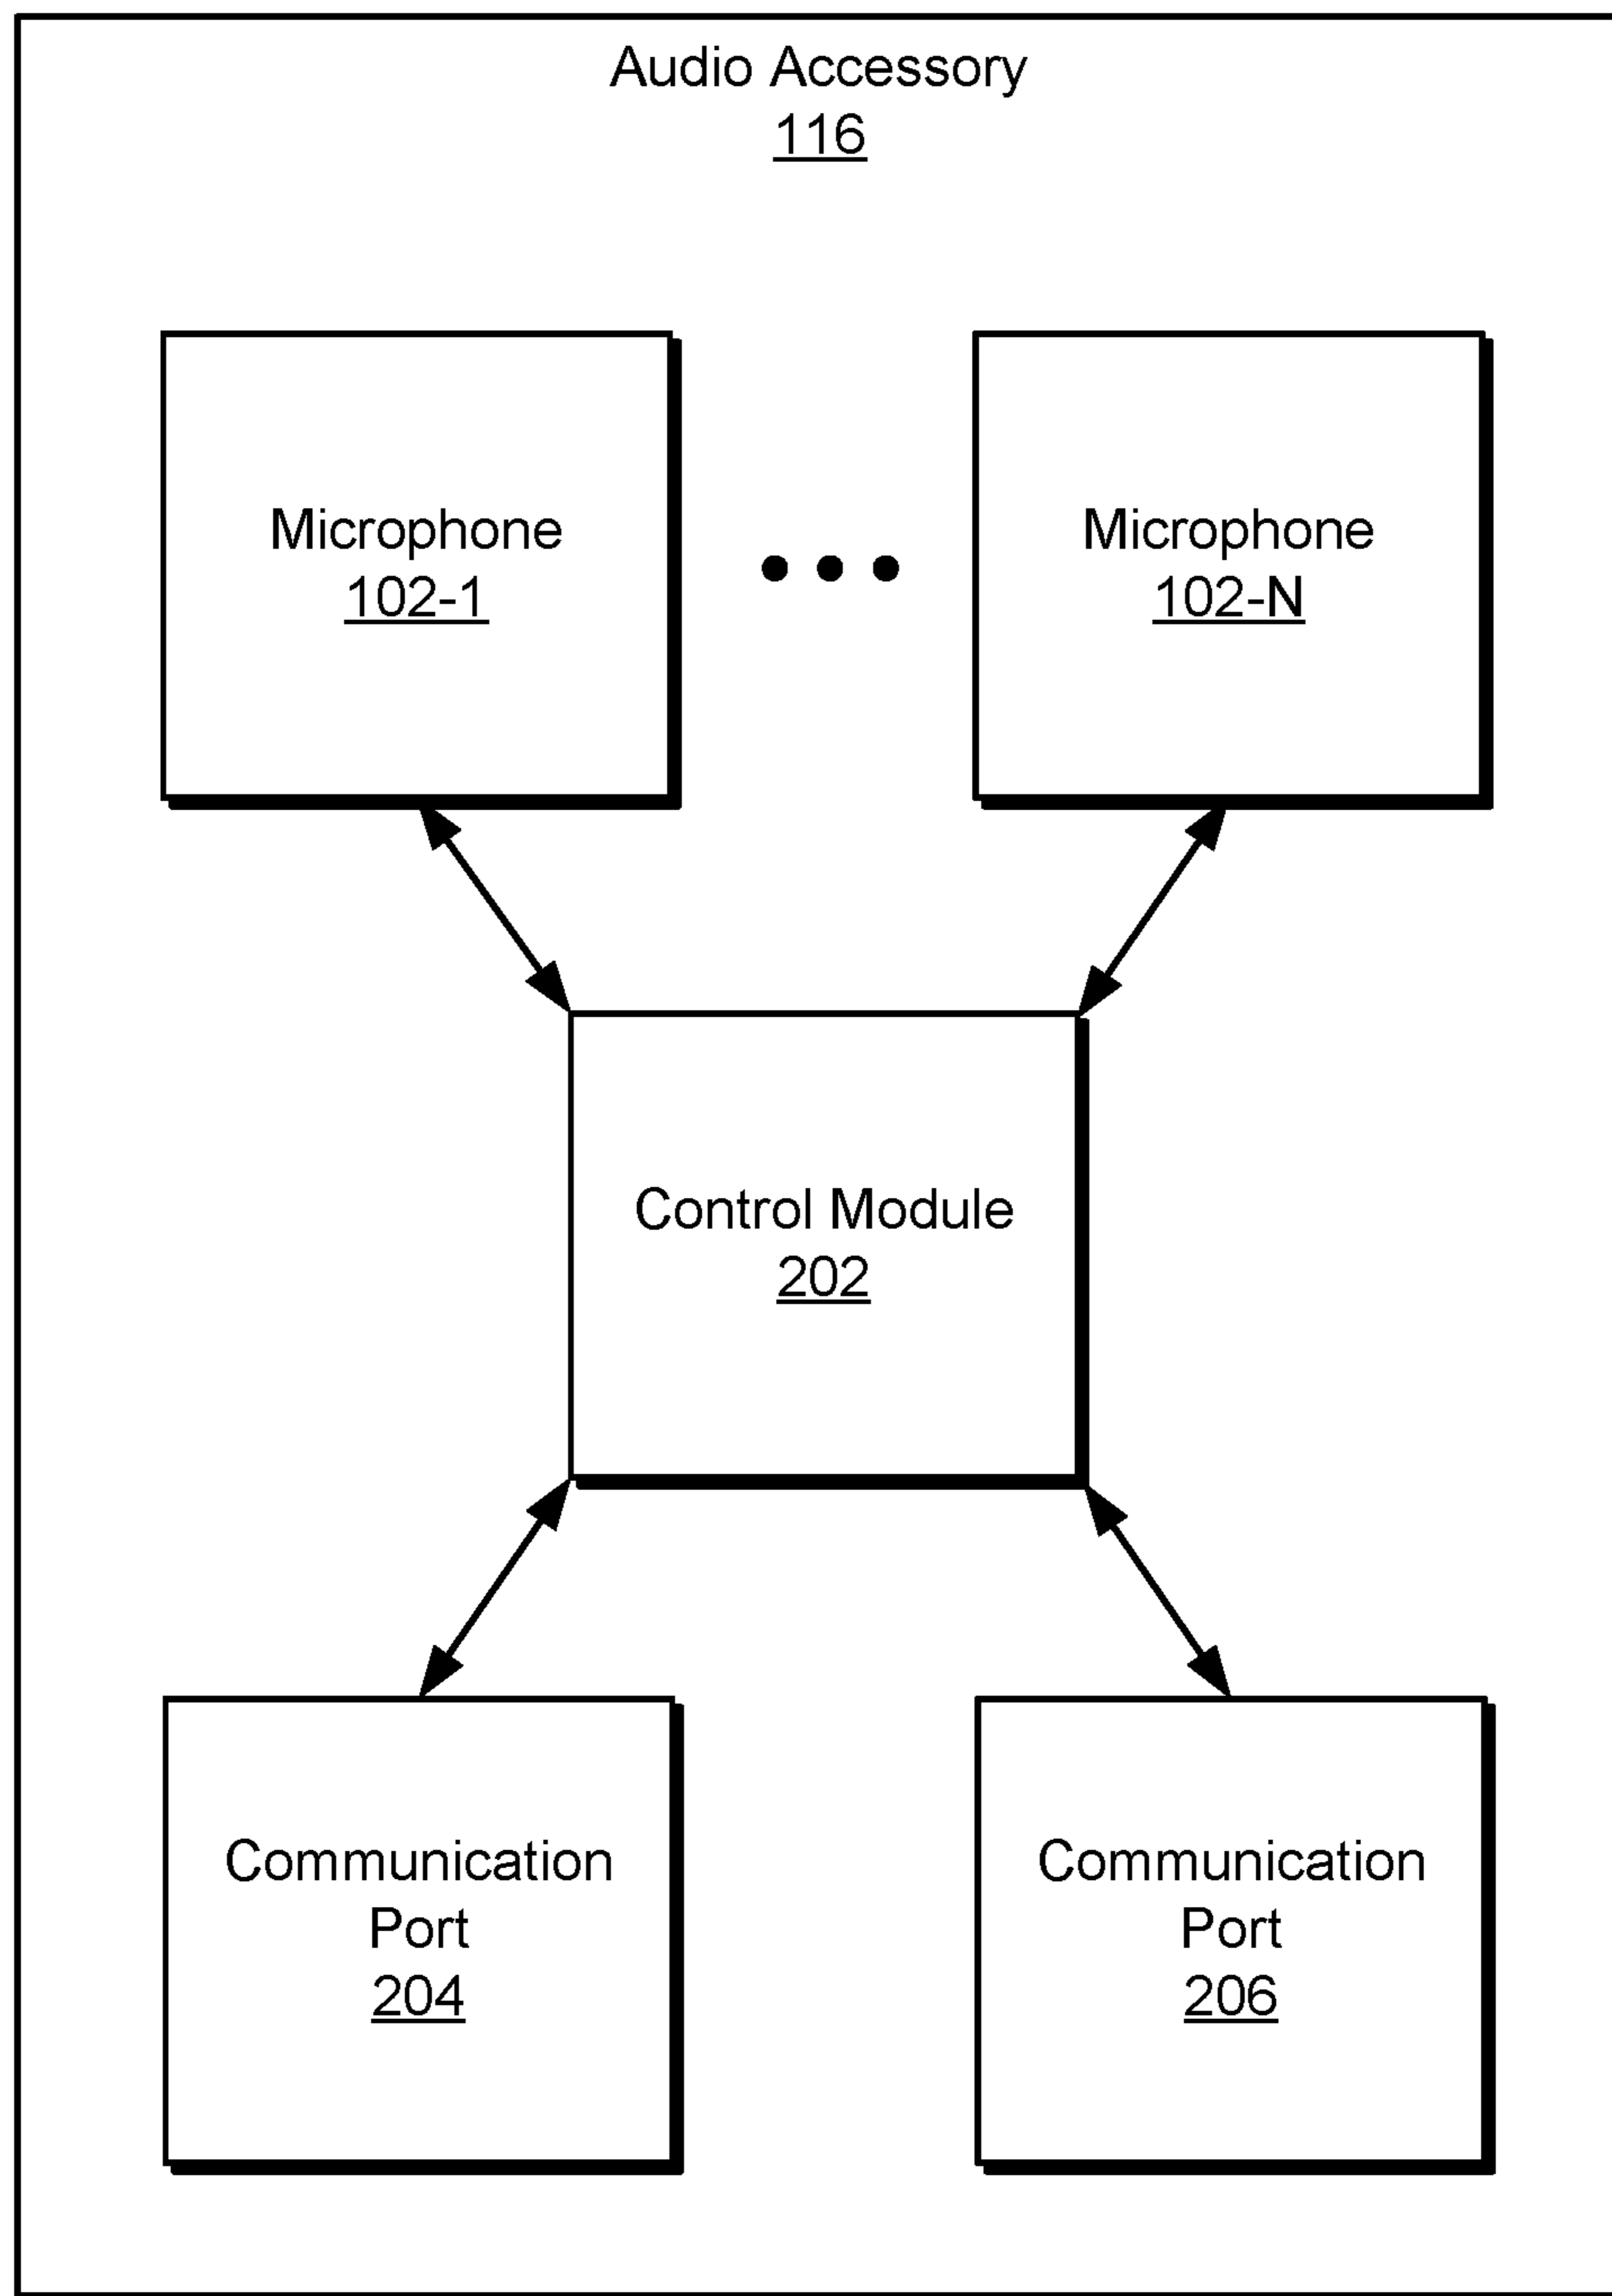 Audio Accessory
116
Microphone
102-1
Microphone
102-N
Control Module
202
Communication
Port
204
Communication
Port
206